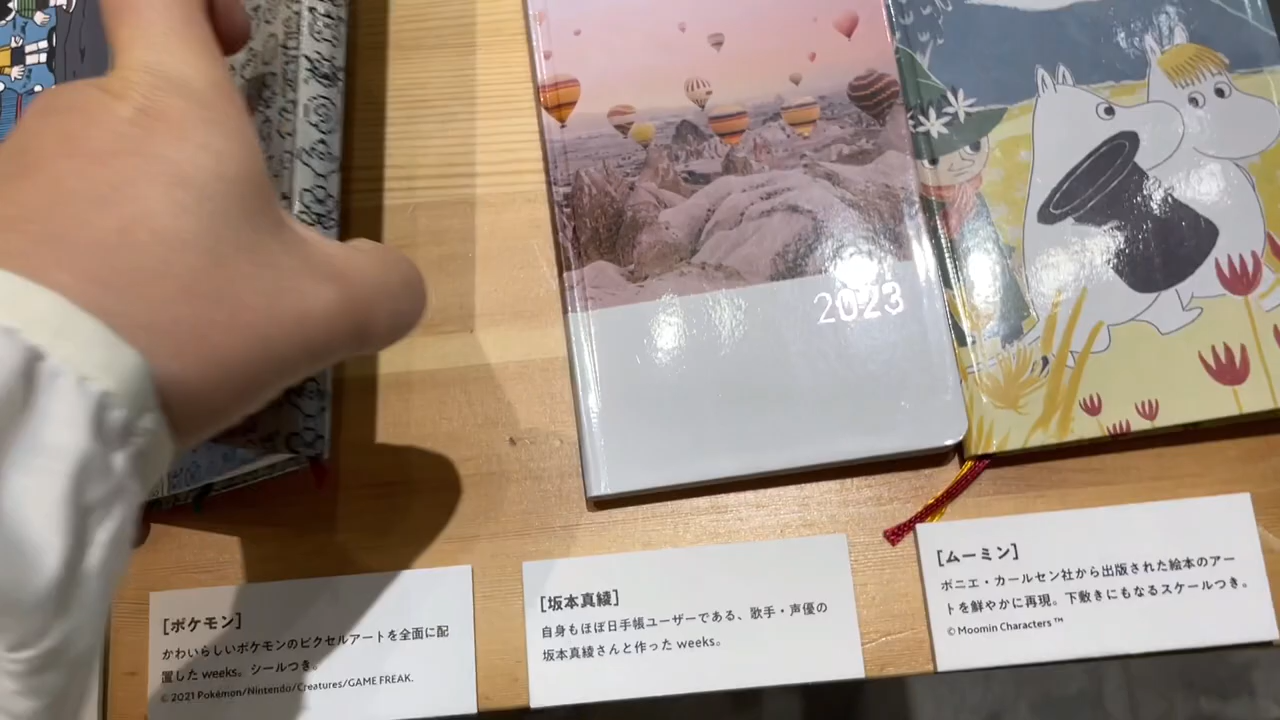 2023
[ポケモン]
かわいらしいポケモンのピクセルアートを全面に配
置した weeks。シールつき。
© 2021 Pokémon/Nintendo/Creatures/GAME FREAK.
[坂本真綾]
自身もほぼ日手帳ユーザーである、歌手・声優の
坂本真綾さんと作った weeks。
[ムーミン]
ボニエ・カールセン社から出版された絵本のアー
トを鮮やかに再現。下敷きにもなるスケールつき。
© Moomin Characters ™